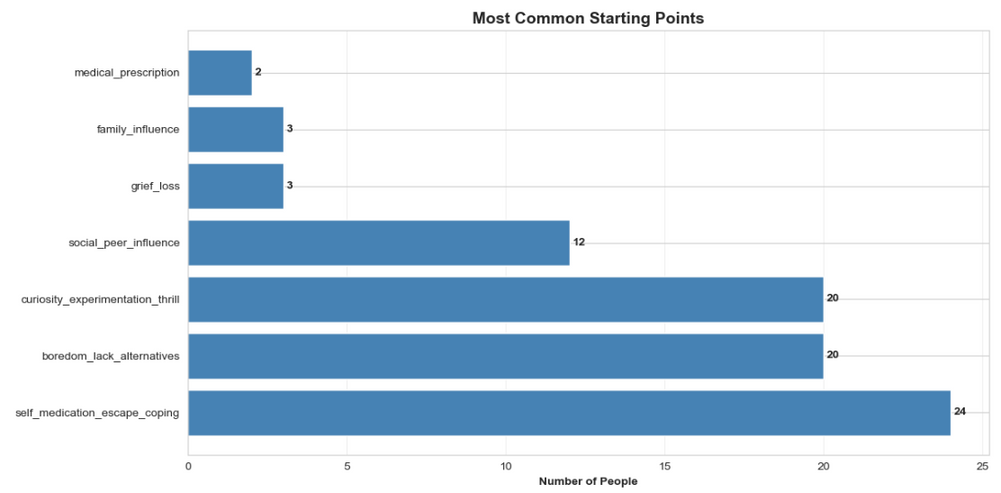 Most Common Starting Points
medical_prescription
2
family_influence
3
grief_loss
3
social_peer_influence
12
curiosity_experimentation_thrill
20
boredom_lack_alternatives
20
self_medication_escape_coping
24
0 5 10 15 20 25
Number of People